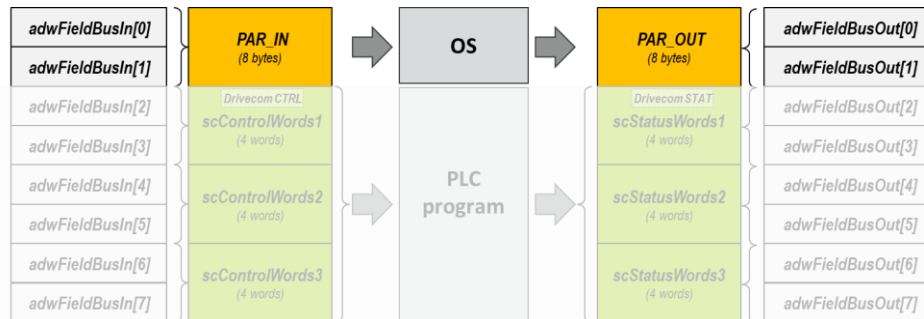 adwFieldBusIn[0]
adwFieldBusIn[1]
adwFieldBusIn[2]
adwFieldBusIn[3]
adwFieldBusIn[4]
adwFieldBusIn[5]
adwFieldBusIn[6]
adwFieldBusIn[7]
PAR_IN
(8 bytes)
Drivecom CTRL
scControlWords1
(4 words)
scControlWords2
(4 words)
scControlWords3
(4 words)
OS
PLC
program
PAR_OUT
(8 bytes)
Drivecom STAT
scStatusWords1
(4 words)
scStatusWords2
(4 words)
scStatusWords3
(4 words)
adwFieldBusOut[0]
adwFieldBusOut[1]
adwFieldBusOut[2]
adwFieldBusOut[3]
adwFieldBusOut[4]
adwFieldBusOut[5]
adwFieldBusOut[6]
adwFieldBusOut[7]